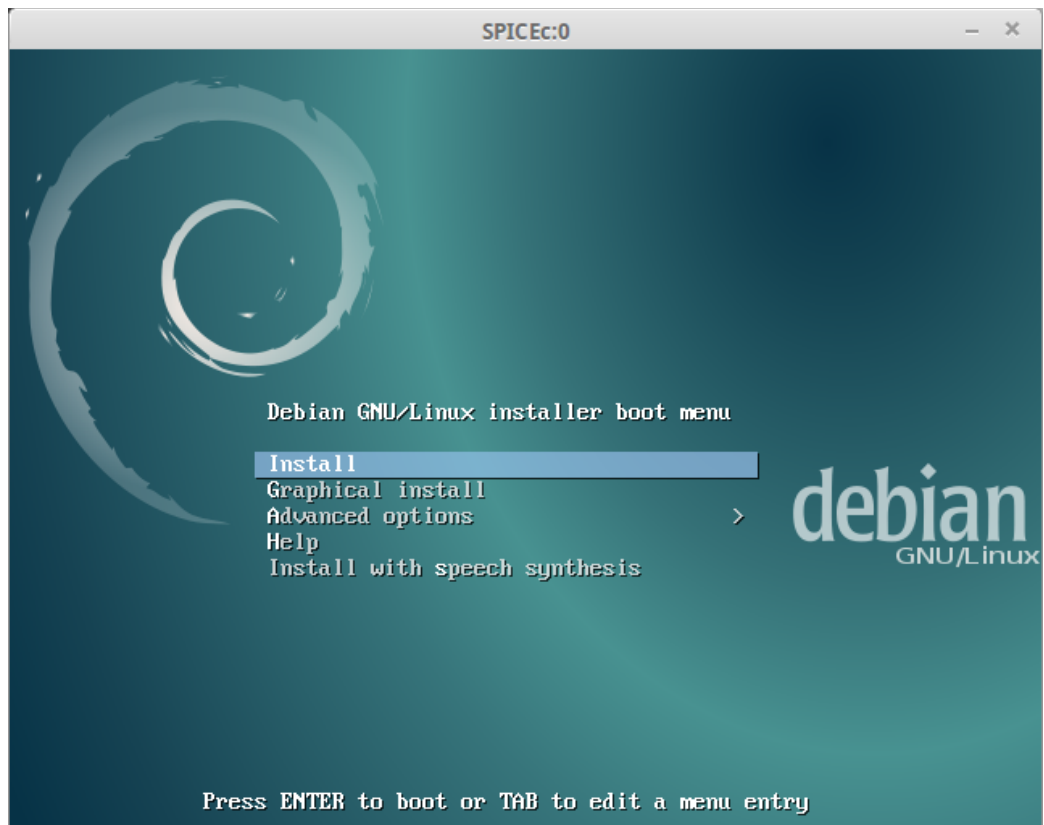 SPICEc:0
Debian GNU/Linux installer boot menu
Install
Graphical install
Advanced options >
Help
Install with speech synthesis
debian
GNU/Linux
Press ENTER to boot or TAB to edit a menu entry